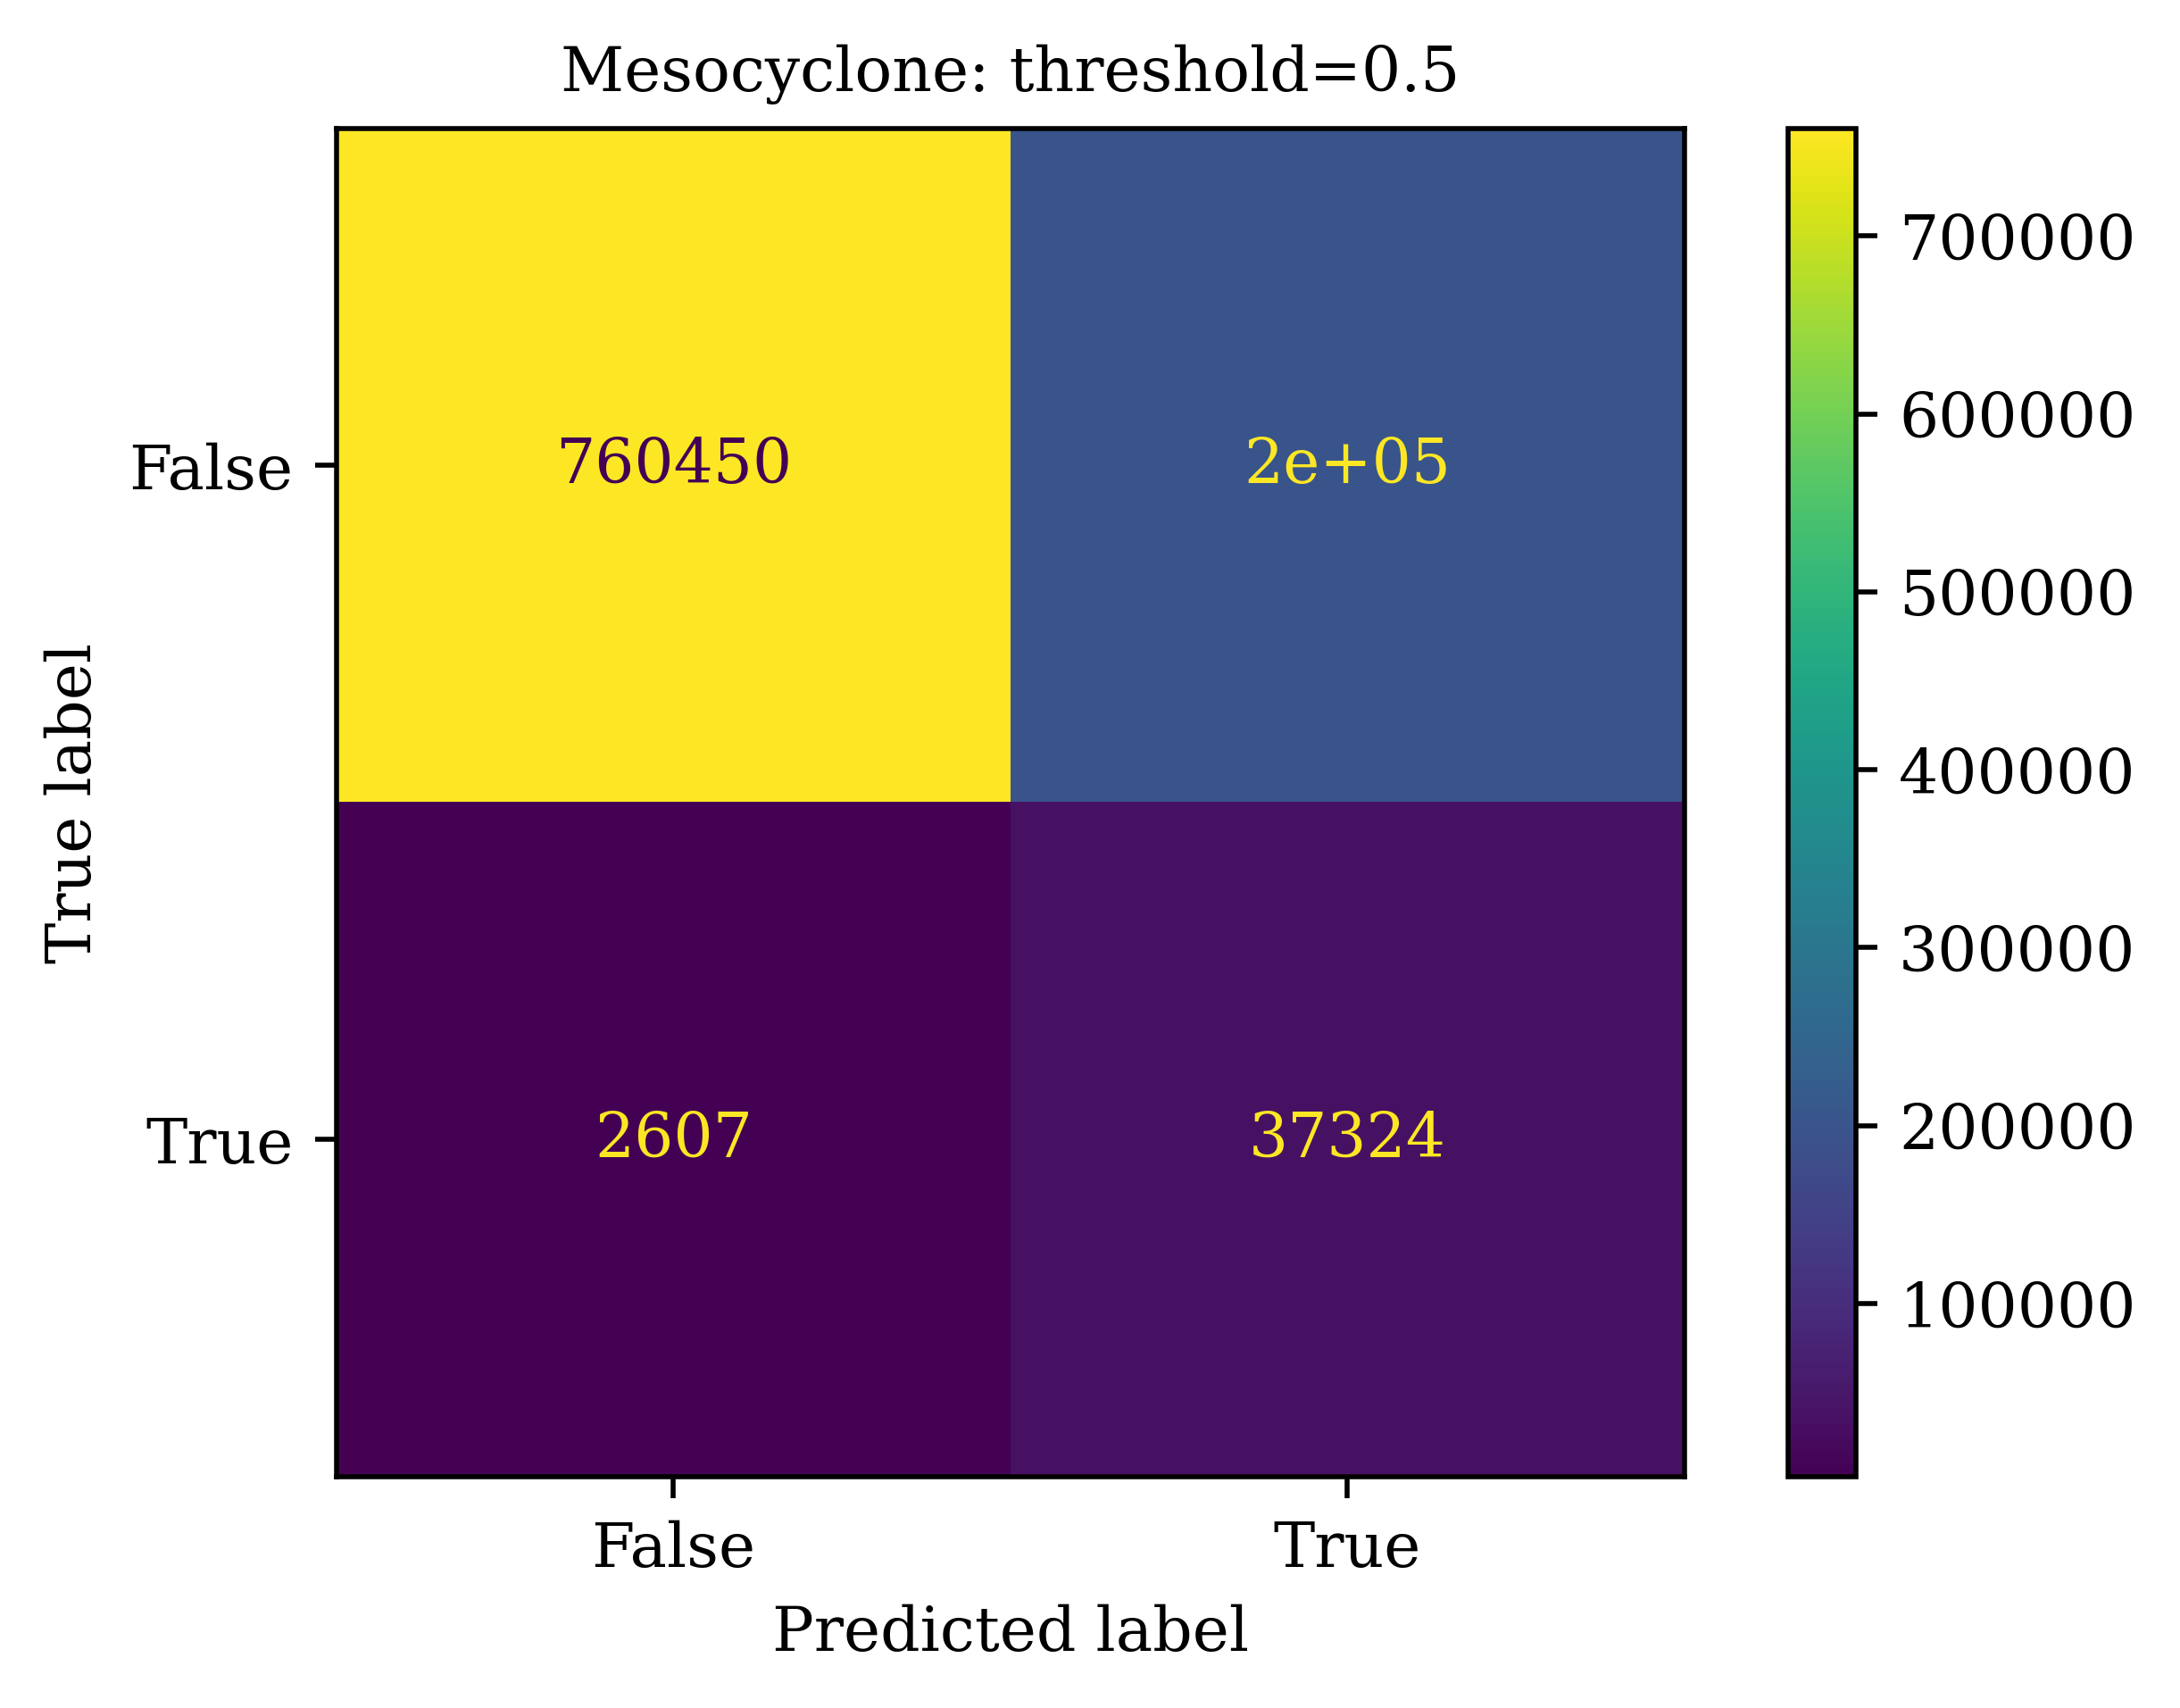 Mesocyclone: threshold=0.5
True label
False
760450
2e+05
True
2607
37324
False
True
Predicted label
700000
600000
500000
400000
300000
200000
100000